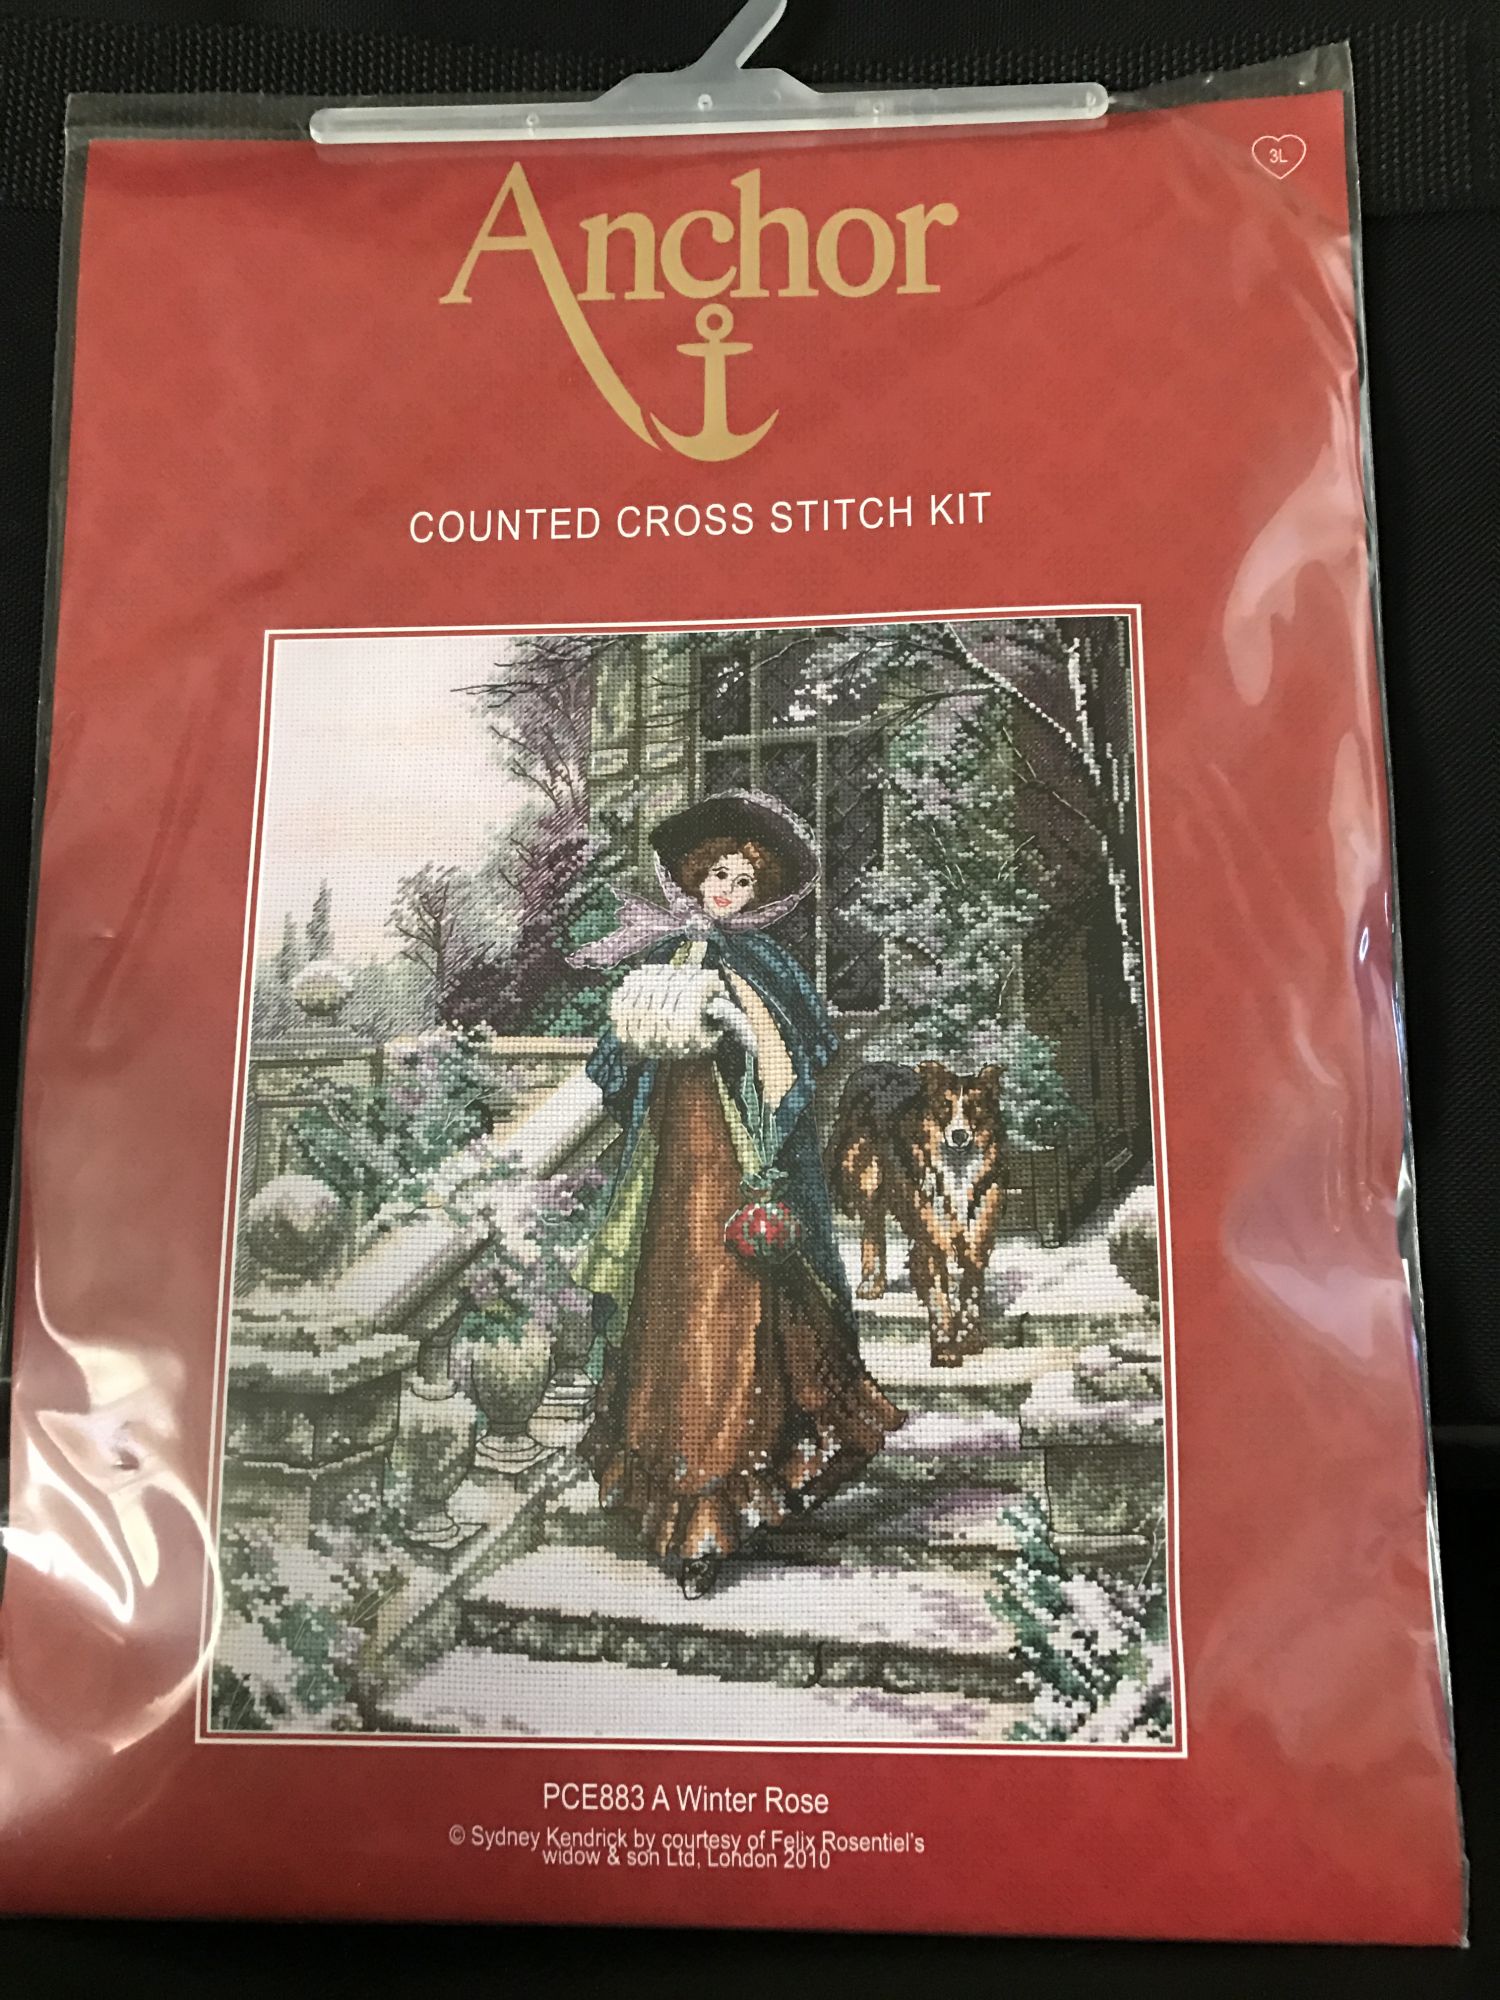 3L
Anchor
COUNTED CROSS STITCH KIT
PCE883 A Winter Rose
© Sydney Kendrick by courtesy of Felix Rosentiel's
widow & son Ltd, London 2010